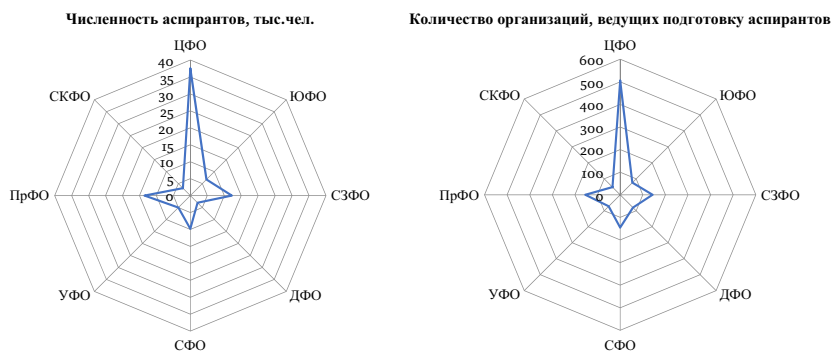 Численность аспирантов, тыс.чел.
ЦФО
40
35
30
25
20
15
10
5
0
ЮФО
СЗФО
ДФО
СФО
УФО
ПрФО
СКФО
Количество организаций, ведущих подготовку аспирантов
ЦФО
600
500
400
300
200
100
0
ЮФО
СЗФО
ДФО
СФО
УФО
ПрФО
СКФО